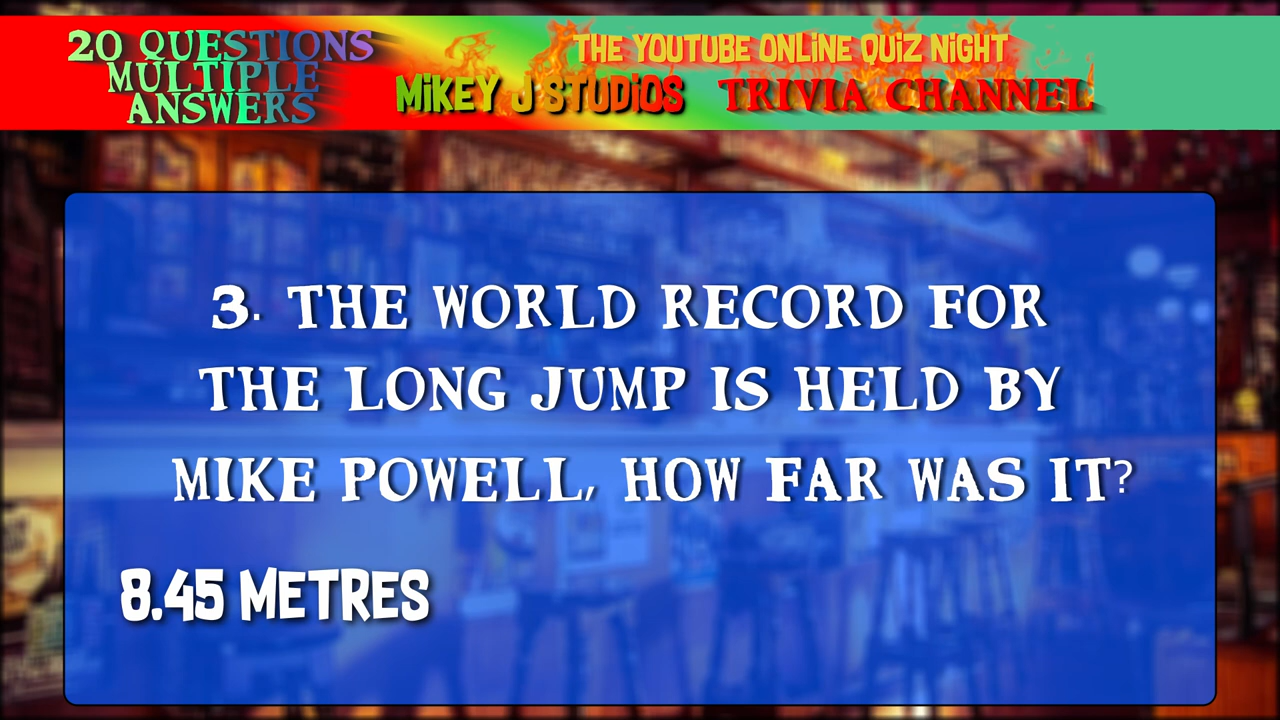 20 QUESTIONS
MULTIPLE
ANSWERS
THE YOUTUBE ONLINE QUIZ NIGHT
MIKEY J STUDIOS TRIVIA CHANNEL
3. THE WORLD RECORD FOR
THE LONG JUMP IS HELD BY
MIKE POWELL, HOW FAR WAS IT?
8.45 METRES